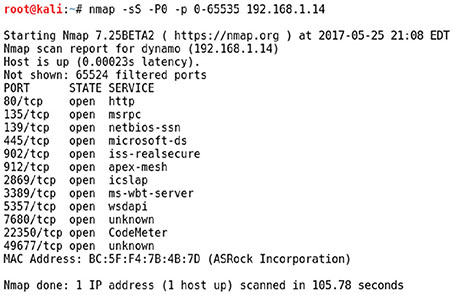 root@kali:~# nmap -sS -P0 -p 0-65535 192.168.1.14
Starting Nmap 7.25BETA2 ( https://nmap.org ) at 2017-05-25 21:08 EDT
Nmap scan report for dynamo (192.168.1.14)
Host is up (0.00023s latency).
Not shown: 65524 filtered ports
PORT STATE SERVICE
80/tcp open http
135/tcp open msrpc
139/tcp open netbios-ssn
445/tcp open microsoft-ds
902/tcp open iss-realsecure
912/tcp open apex-mesh
2869/tcp open icslap
3389/tcp open ms-wbt-server
5357/tcp open wsdapi
7680/tcp open unknown
22350/tcp open CodeMeter
49677/tcp open unknown
MAC Address: BC:5F:F4:7B:4B:7D (ASRock Incorporation)
Nmap done: 1 IP address (1 host up) scanned in 105.78 seconds